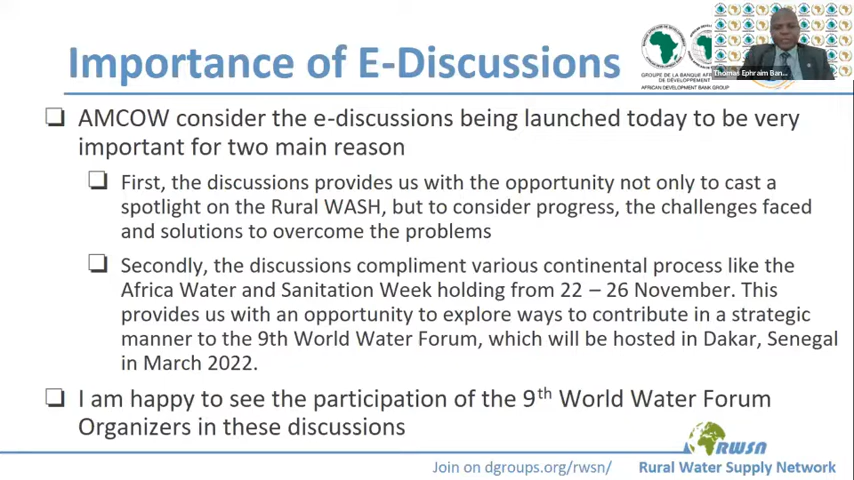 Importance of E-Discussions
GROUPE DE LA BANQUE
DE DÉVELOPPEMENT
AFRICAN DEVELOPMENT BANK GROUP
Thomas Ephraim Ban...
❑ AMCOW consider the e-discussions being launched today to be very
important for two main reason
❑ First, the discussions provides us with the opportunity not only to cast a
spotlight on the Rural WASH, but to consider progress, the challenges faced
and solutions to overcome the problems
❑ Secondly, the discussions compliment various continental process like the
Africa Water and Sanitation Week holding from 22 – 26 November. This
provides us with an opportunity to explore ways to contribute in a strategic
manner to the 9th World Water Forum, which will be hosted in Dakar, Senegal
in March 2022.
❑ I am happy to see the participation of the 9th World Water Forum
Organizers in these discussions
RWSN
Join on dgroups.org/rwsn/
Rural Water Supply Network